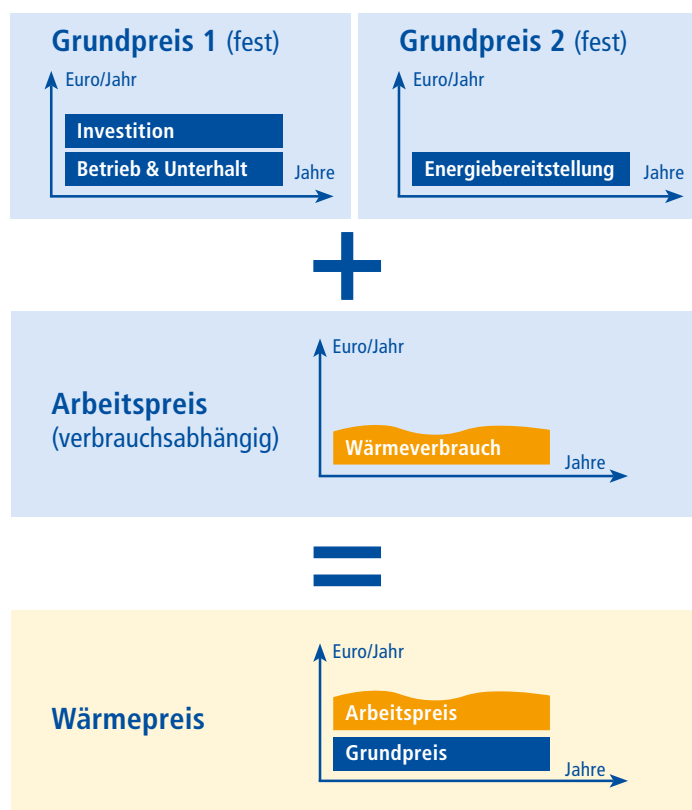 Grundpreis 1 (fest)
Euro/Jahr
Investition
Betrieb & Unterhalt
Jahre
Grundpreis 2 (fest)
Euro/Jahr
Energiebereitstellung
Jahre
+
Arbeitspreis
(verbrauchsabhängig)
Euro/Jahr
Wärmeverbrauch
Jahre
=
Wärmepreis
Euro/Jahr
Arbeitspreis
Grundpreis
Jahre